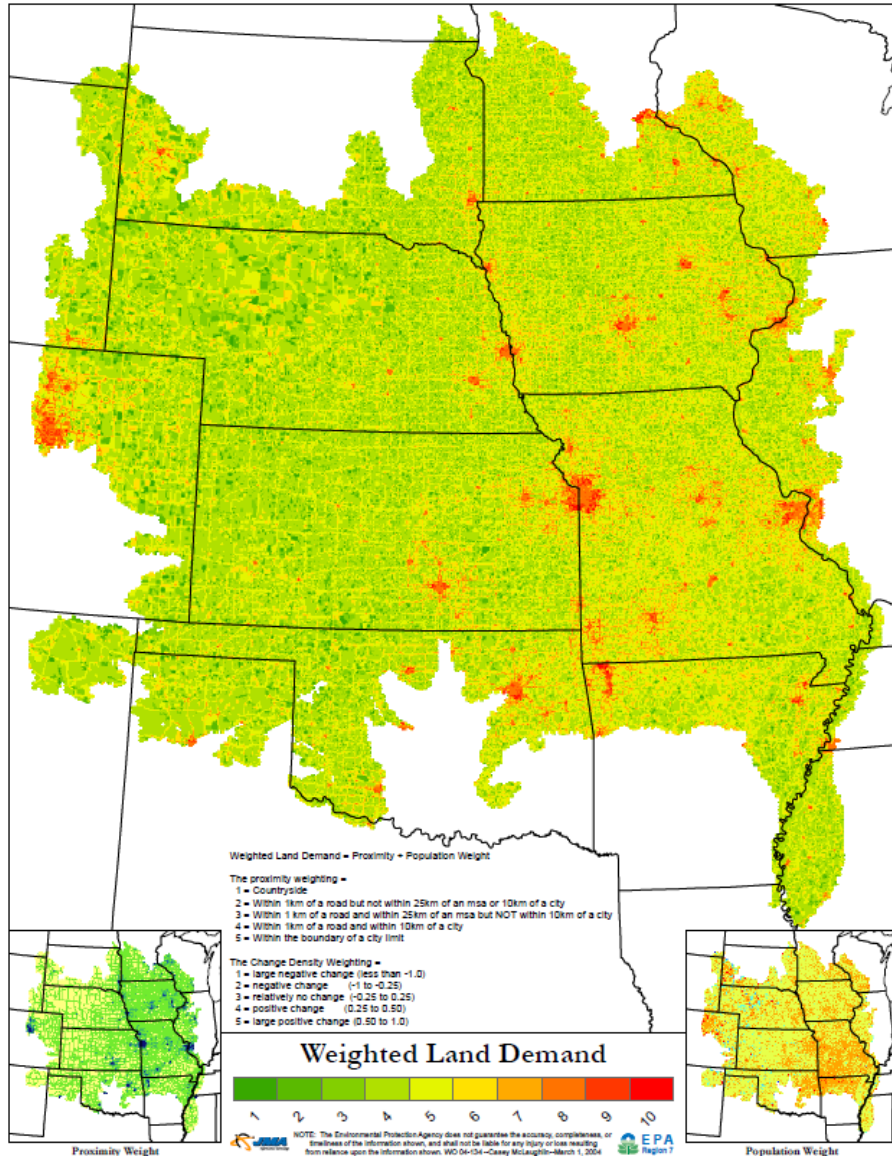 Weighted Land Demand = Proximity + Population Weight
The proximity weighting =
1 = Countryside
2 = Within 1km of a road but not within 25km of an msa or 10km of a city
3 = Within 1 km of a road and within 25km of an msa but NOT within 10km of a city
4 = Within 1km of a road and within 10km of a city
5 = Within the boundary of a city limit
The Change Density Weighting =
1 = large negative change (less than -1.0)
2 = negative change (-1 to -0.25)
3 = relatively no change (-0.25 to 0.25)
4 = positive change (0.25 to 0.50)
5 = large positive change (0.50 to 1.0)
Weighted Land Demand
1 2 3 4 5 6 7 8 9 10
NOTE: The Environmental Protection Agency does not guarantee the accuracy, completeness, or
timeliness of the information shown, and shall not be liable for any injury or loss resulting
from reliance upon the information shown. WO 04-134 --Casey McLaughlin--March 1, 2004
EPA
Region 7
Proximity Weight
Population Weight